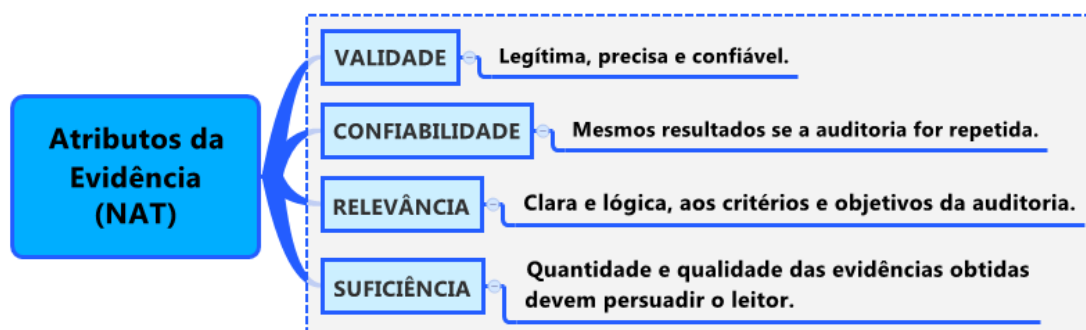 Atributos da
Evidência
(NAT)
VALIDADE
Legítima, precisa e confiável.
CONFIABILIDADE
Mesmos resultados se a auditoria for repetida.
RELEVÂNCIA
Clara e lógica, aos critérios e objetivos da auditoria.
SUFICIÊNCIA
Quantidade e qualidade das evidências obtidas
devem persuadir o leitor.